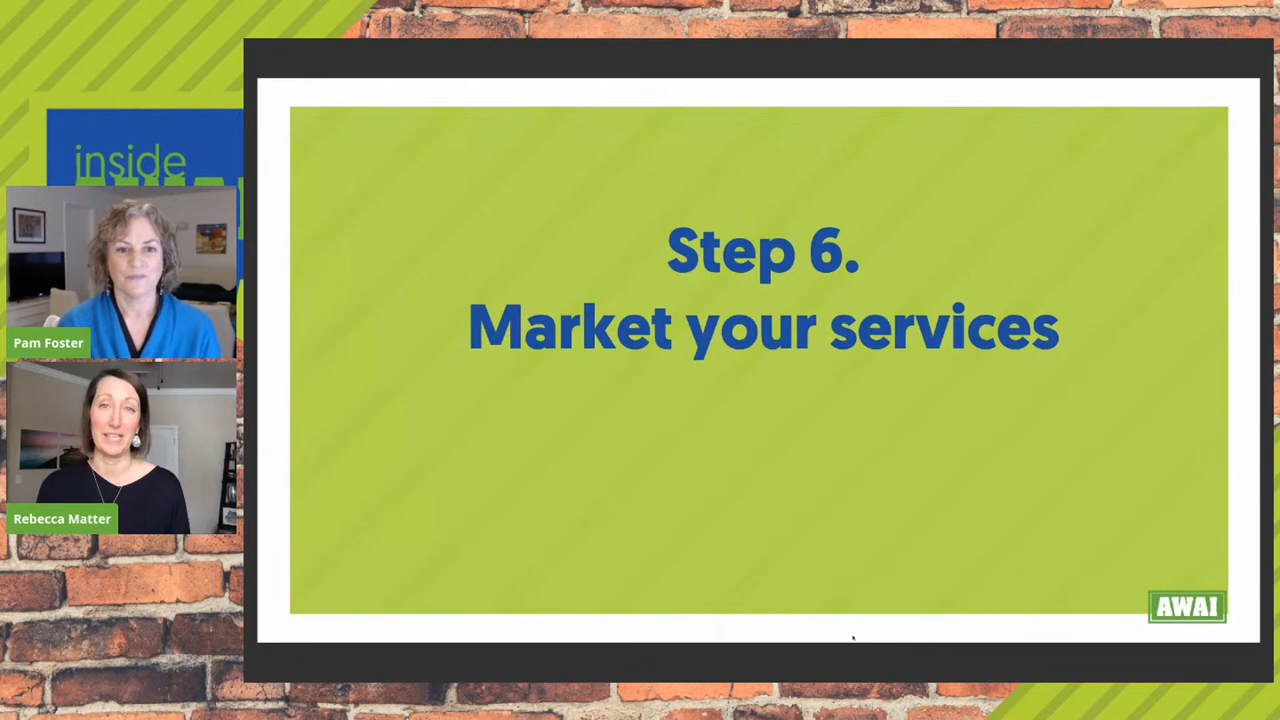 inside
Pam Foster
Rebecca Matter
Step 6.
Market your services
AWAI